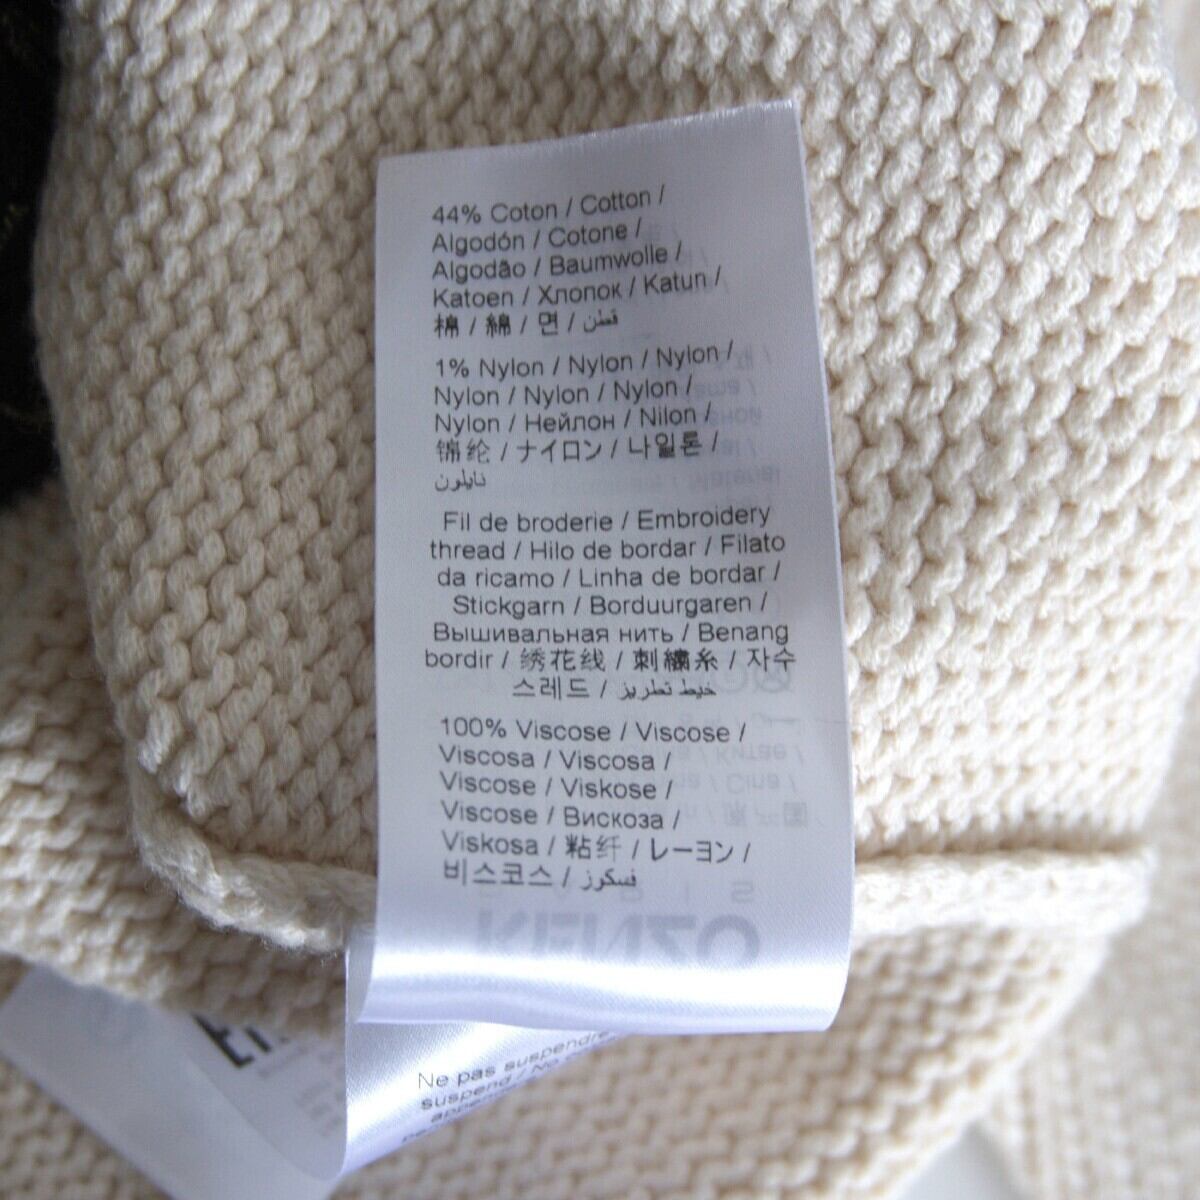 44% Coton / Cotton /
Algodón / Cotone /
Algodão / Baumwolle /
Katoen / Хлопок / Katun /
棉 / 綿 / 면 / قطن
1% Nylon / Nylon / Nylon /
Nylon / Nylon / Nylon /
Nylon / Нейлон / Nilon /
锦纶 / ナイロン / 나일론 /
نايلون
Fil de broderie / Embroidery
thread / Hilo de bordar / Filato
da ricamo / Linha de bordar /
Stickgarn / Borduurgaren /
Вышивальная нить / Benang
bordir / 绣花线 / 刺繍糸 / 자수
스레드 / خيط تطريز
100% Viscose / Viscose /
Viscosa / Viscosa /
Viscose / Viskose /
Viscose / Вискоза /
Viskosa / 粘纤 / レーヨン /
비스코스 / فسكوز
KENZO
Ne pas suspendre
suspend / No